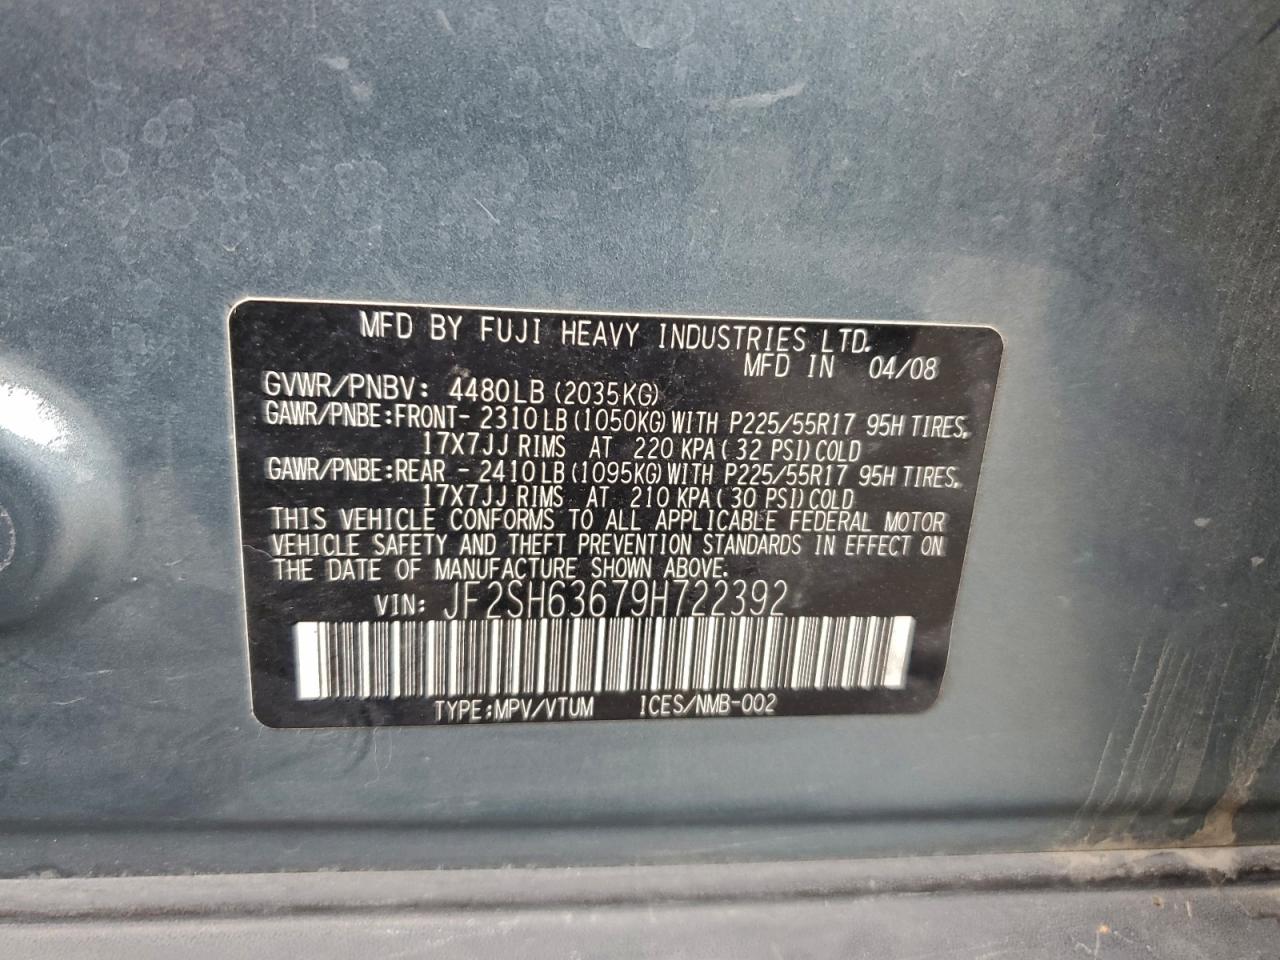 MFD BY FUJI HEAVY INDUSTRIES LTD.
MFD IN 04/08
GVWR/PNBV: 4480LB (2035KG)
GAWR/PNBE:FRONT- 2310LB (1050KG) WITH P225/55R17 95H TIRES,
17X7JJ RIMS AT 220 KPA ( 32 PSI) COLD
GAWR/PNBE:REAR - 2410LB (1095KG) WITH P225/55R17 95H TIRES,
17X7JJ RIMS AT 210 KPA ( 30 PSI) COLD
THIS VEHICLE CONFORMS TO ALL APPLICABLE FEDERAL MOTOR
VEHICLE SAFETY AND THEFT PREVENTION STANDARDS IN EFFECT ON
THE DATE OF MANUFACTURE SHOWN ABOVE.
VIN: JF2SH63679H722392
TYPE:MPV/VTUM ICES/NMB-002